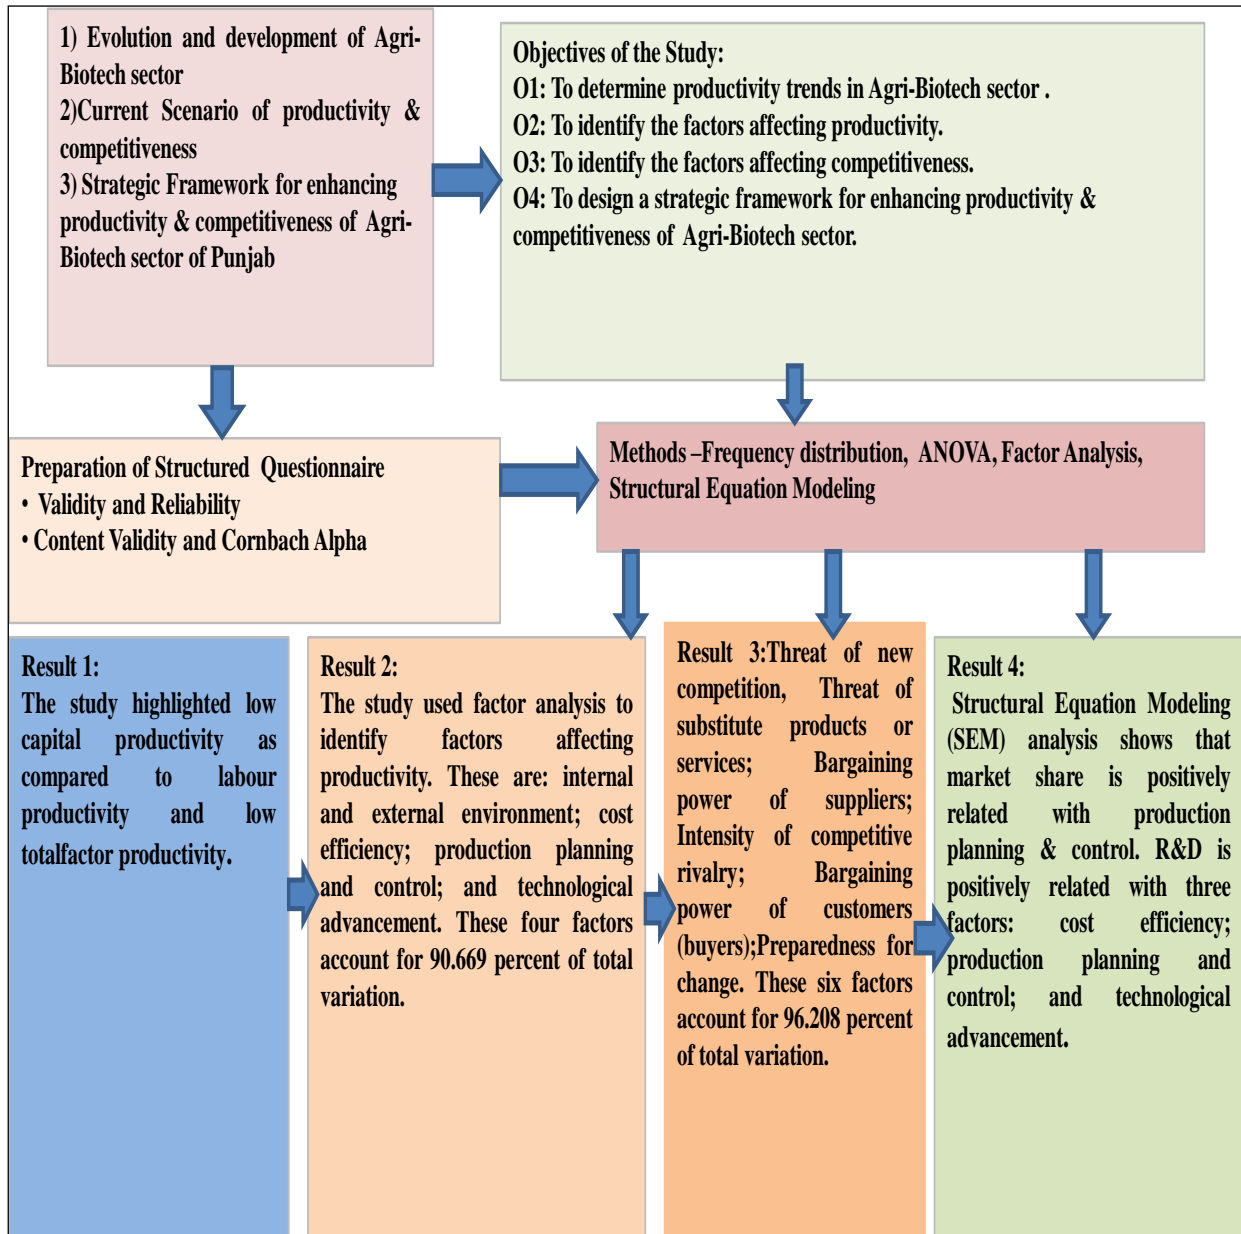 1) Evolution and development of Agri-
Biotech sector
2)Current Scenario of productivity &
competitiveness
3) Strategic Framework for enhancing
productivity & competitiveness of Agri-
Biotech sector of Punjab
Objectives of the Study:
O1: To determine productivity trends in Agri-Biotech sector .
O2: To identify the factors affecting productivity.
O3: To identify the factors affecting competitiveness.
O4: To design a strategic framework for enhancing productivity &
competitiveness of Agri-Biotech sector.
Preparation of Structured Questionnaire
• Validity and Reliability
• Content Validity and Cornbach Alpha
Methods –Frequency distribution, ANOVA, Factor Analysis,
Structural Equation Modeling
Result 1:
The study highlighted low
capital productivity as
compared to labour
productivity and low
totalfactor productivity.
Result 2:
The study used factor analysis to
identify factors affecting
productivity. These are: internal
and external environment; cost
efficiency; production planning
and control; and technological
advancement. These four factors
account for 90.669 percent of total
variation.
Result 3:Threat of new
competition, Threat of
substitute products or
services; Bargaining
power of suppliers;
Intensity of competitive
rivalry; Bargaining
power of customers
(buyers);Preparedness for
change. These six factors
account for 96.208 percent
of total variation.
Result 4:
Structural Equation Modeling
(SEM) analysis shows that
market share is positively
related with production
planning & control. R&D is
positively related with three
factors: cost efficiency;
production planning and
control; and technological
advancement.